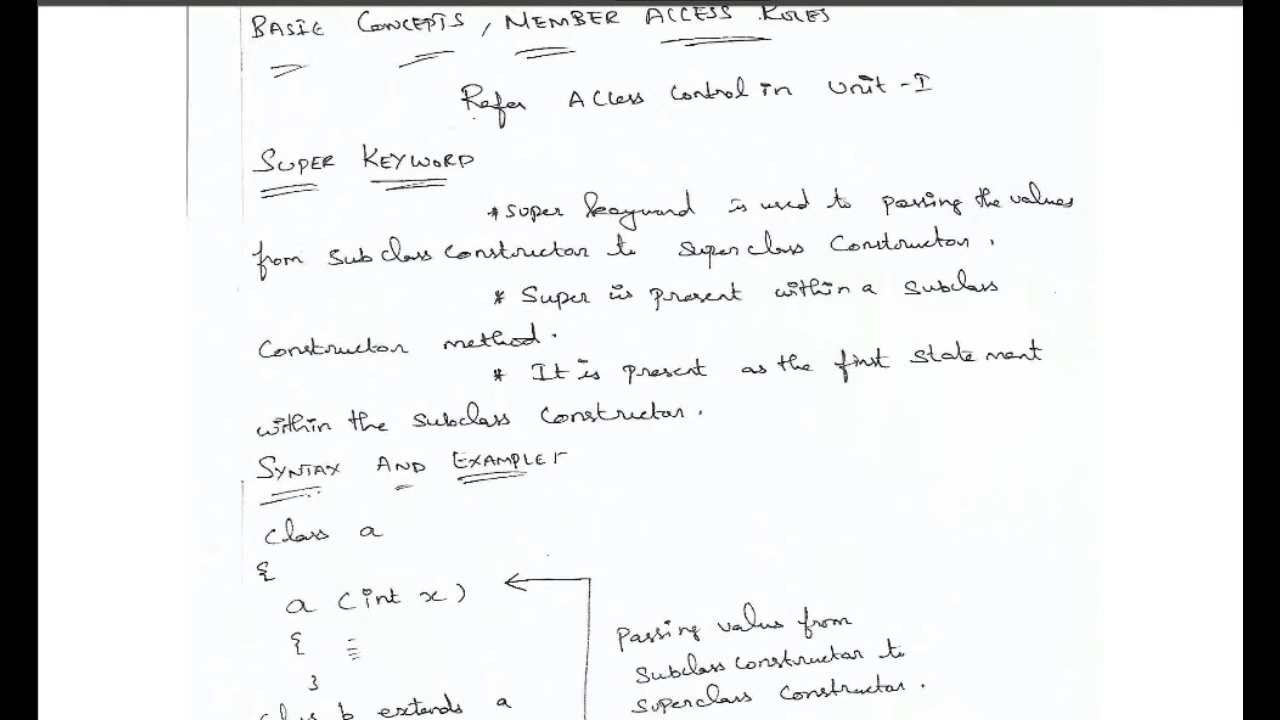 BASIC CONCEPTS, MEMBER ACCESS RULES
Refer Access Control in Unit-I
SUPER KEYWORD
* super keyword is used to passing the values
from subclass constructor to superclass constructor.
* Super is present within a subclass
constructor method.
* It is present as the first statement
within the subclass constructor.
SYNTAX AND EXAMPLE
class a
{
a (int x)
{
}
class b extends a
Passing values from
subclass constructor to
superclass constructor.